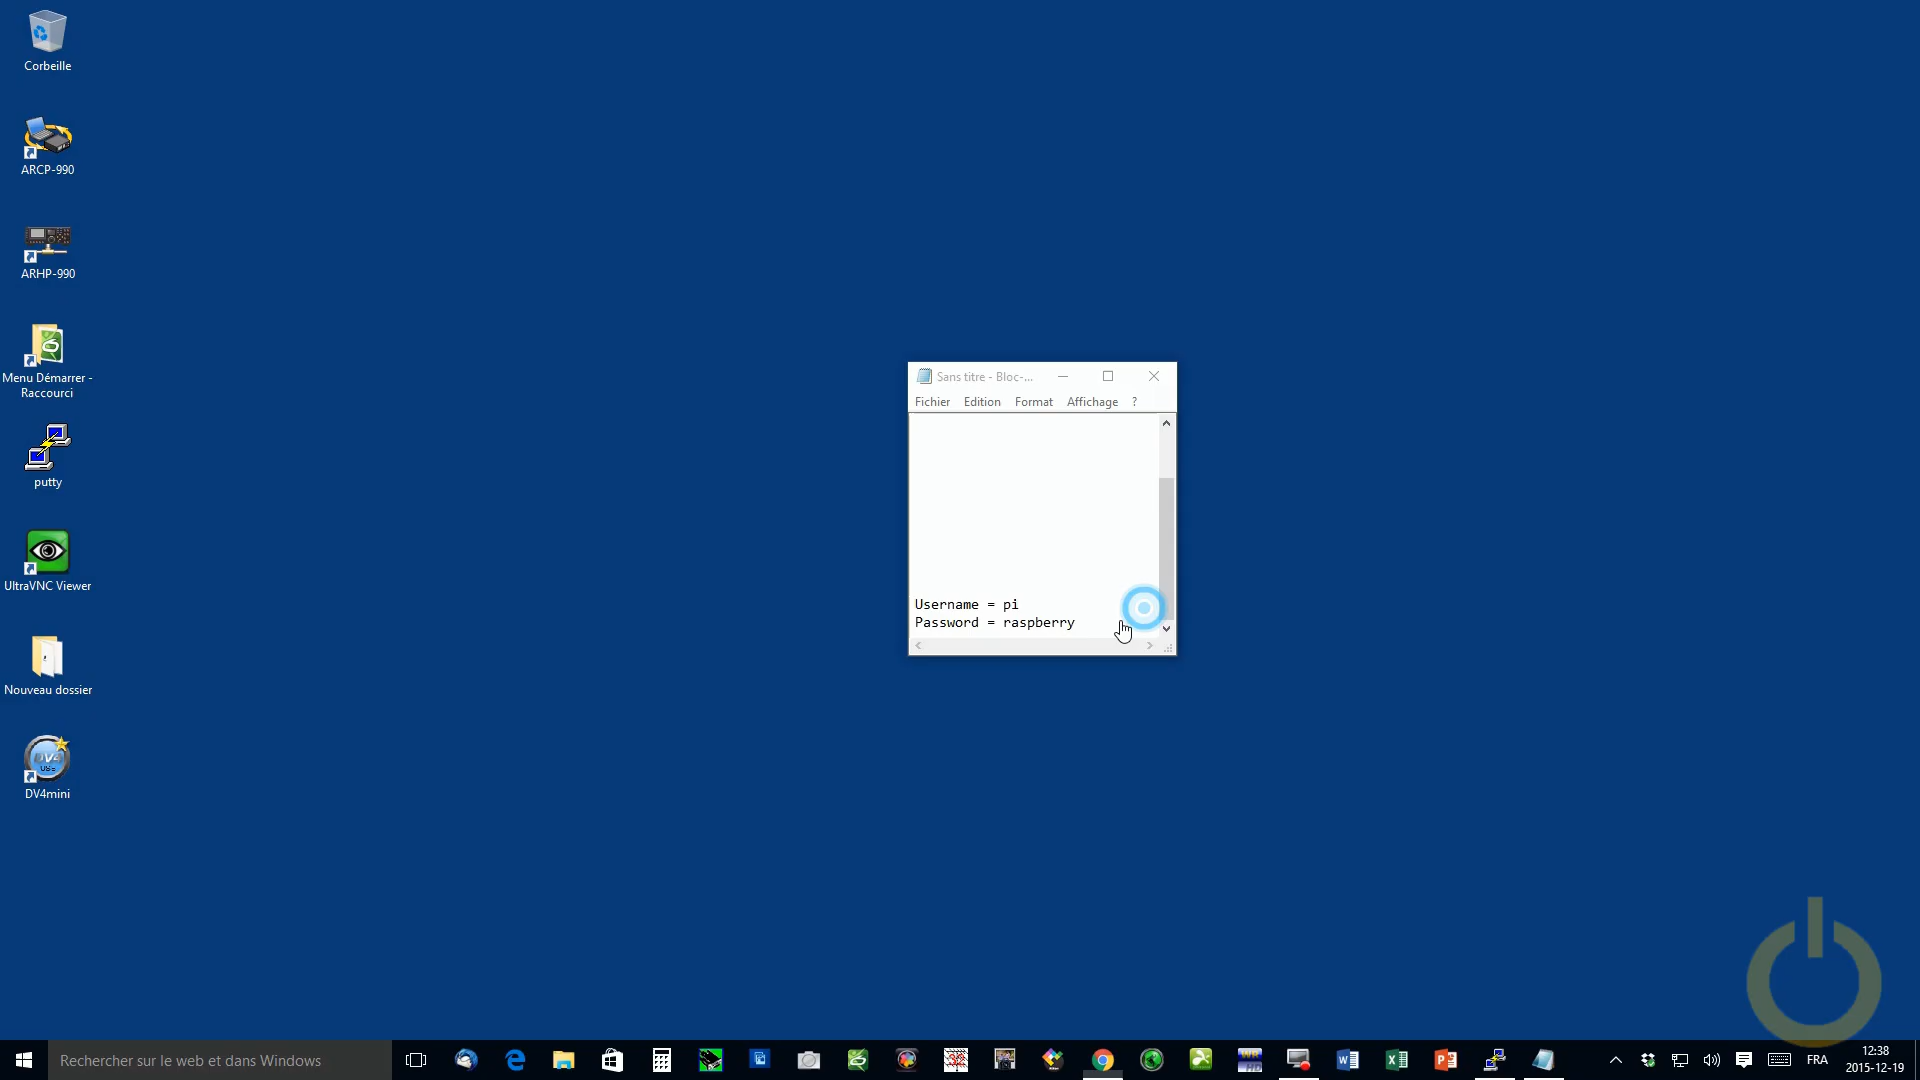 Corbeille
ARCP-990
ARHP-990
Menu Démarrer -
Raccourci
putty
UltraVNC Viewer
Nouveau dossier
DV4mini
Sans titre - Bloc-...
Fichier Edition Format Affichage ?
Username = pi
Password = raspberry
Rechercher sur le web et dans Windows
FRA
12:38
2015-12-19